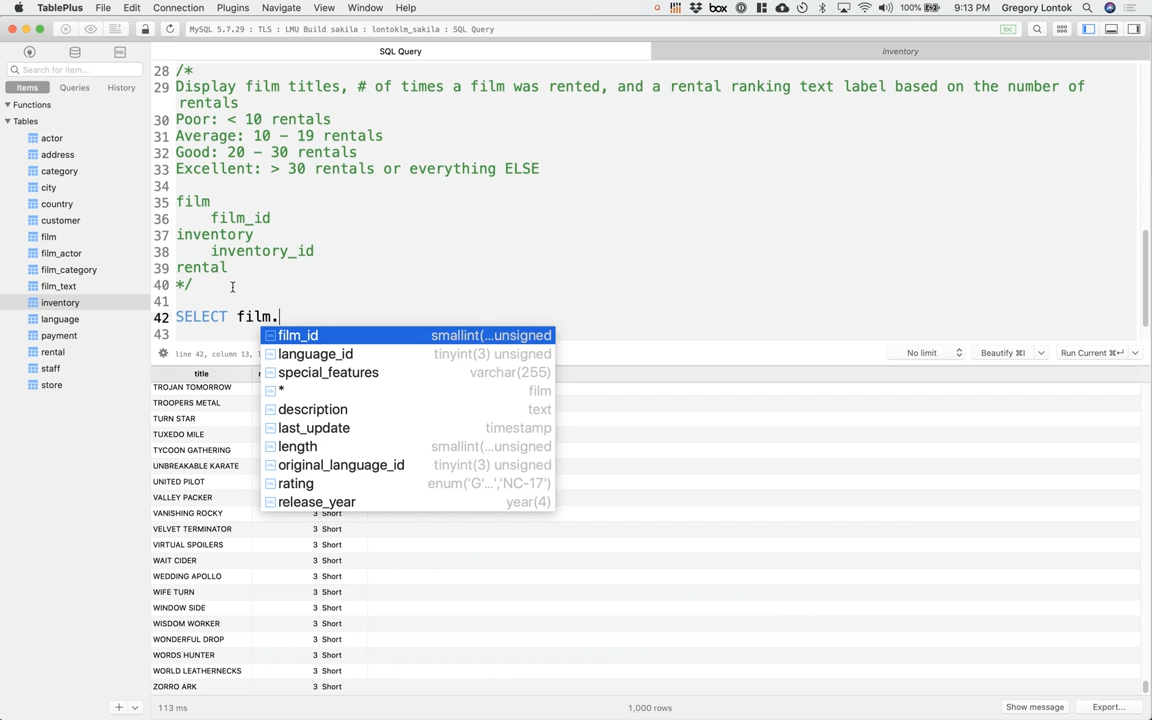 TablePlus File Edit Connection Plugins Navigate View Window Help box 100% 9:13 PM Gregory Lontok
MySQL 5.7.29 : TLS : LMU Build sakila : lontoklm_sakila : SQL Query loc
SQL SQL Query inventory
Search for item...
Items Queries History
Functions
Tables
actor
address
category
city
country
customer
film
film_actor
film_category
film_text
inventory
language
payment
rental
staff
store
28 /*
29 Display film titles, # of times a film was rented, and a rental ranking text label based on the number of
rentals
30 Poor: < 10 rentals
31 Average: 10 – 19 rentals
32 Good: 20 – 30 rentals
33 Excellent: > 30 rentals or everything ELSE
34
35 film
36 film_id
37 inventory
38 inventory_id
39 rental
40 */
41
42 SELECT film.
43
film_id smallint(...unsigned
language_id tinyint(3) unsigned
special_features varchar(255)
* film
description text
last_update timestamp
length smallint(...unsigned
original_language_id tinyint(3) unsigned
rating enum('G'...','NC-17')
release_year year(4)
line 42, column 13, No limit Beautify ⌘I Run Current ⌘↵
title
TROJAN TOMORROW
TROOPERS METAL
TURN STAR
TUXEDO MILE
TYCOON GATHERING
UNBREAKABLE KARATE
UNITED PILOT
VALLEY PACKER
VANISHING ROCKY 3 Short
VELVET TERMINATOR 3 Short
VIRTUAL SPOILERS 3 Short
WAIT CIDER 3 Short
WEDDING APOLLO 3 Short
WIFE TURN 3 Short
WINDOW SIDE 3 Short
WISDOM WORKER 3 Short
WONDERFUL DROP 3 Short
WORDS HUNTER 3 Short
WORLD LEATHERNECKS 3 Short
ZORRO ARK 3 Short
113 ms 1,000 rows Show message Export...